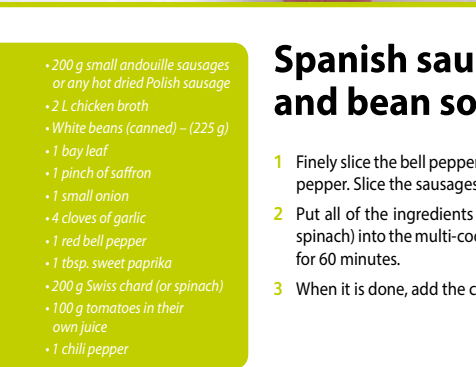 • 200 g small andouille sausages
or any hot dried Polish sausage
• 2 L chicken broth
• White beans (canned) – (225 g)
• 1 bay leaf
• 1 pinch of saffron
• 1 small onion
• 4 cloves of garlic
• 1 red bell pepper
• 1 tbsp. sweet paprika
• 200 g Swiss chard (or spinach)
• 100 g tomatoes in their
own juice
• 1 chili pepper
Spanish sau
and bean so
1 Finely slice the bell pepper
pepper. Slice the sausages
2 Put all of the ingredients
spinach) into the multi-coo
for 60 minutes.
3 When it is done, add the c